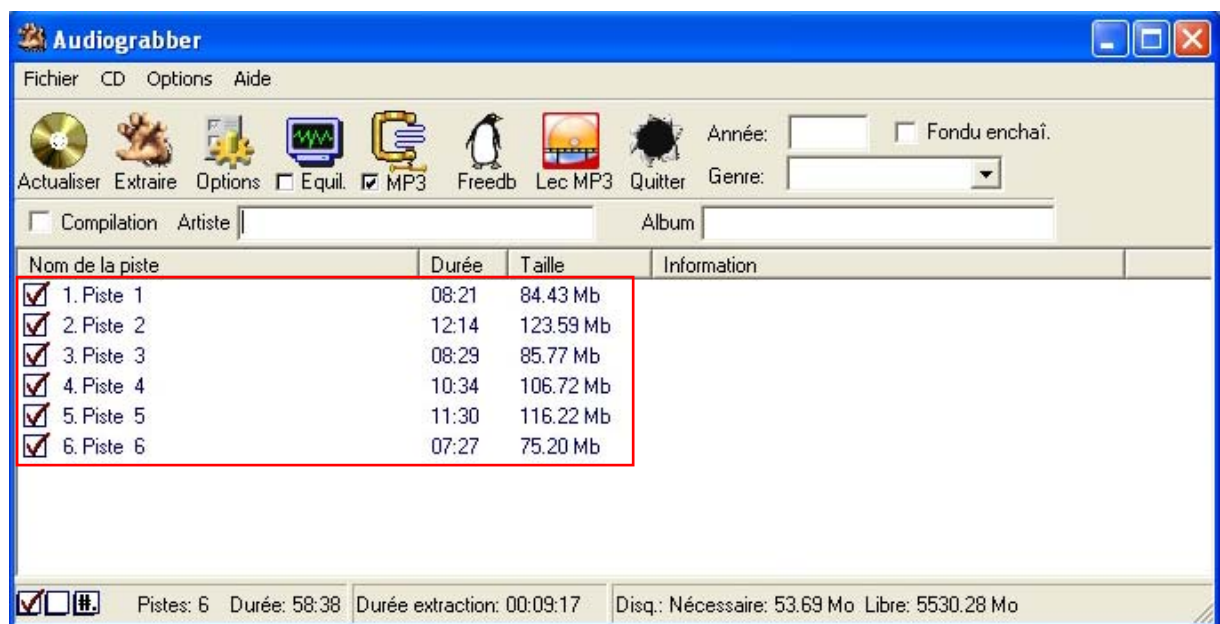 Audiograbber
Fichier CD Options Aide
Année: Fondu enchaî.
Actualiser Extraire Options Equil. MP3 Freedb Lec MP3 Quitter Genre:
Compilation Artiste Album
Nom de la piste Durée Taille Information
1. Piste 1 08:21 84.43 Mb
2. Piste 2 12:14 123.59 Mb
3. Piste 3 08:29 85.77 Mb
4. Piste 4 10:34 106.72 Mb
5. Piste 5 11:30 116.22 Mb
6. Piste 6 07:27 75.20 Mb
#. Pistes: 6 Durée: 58:38 Durée extraction: 00:09:17 Disq.: Nécessaire: 53.69 Mo Libre: 5530.28 Mo